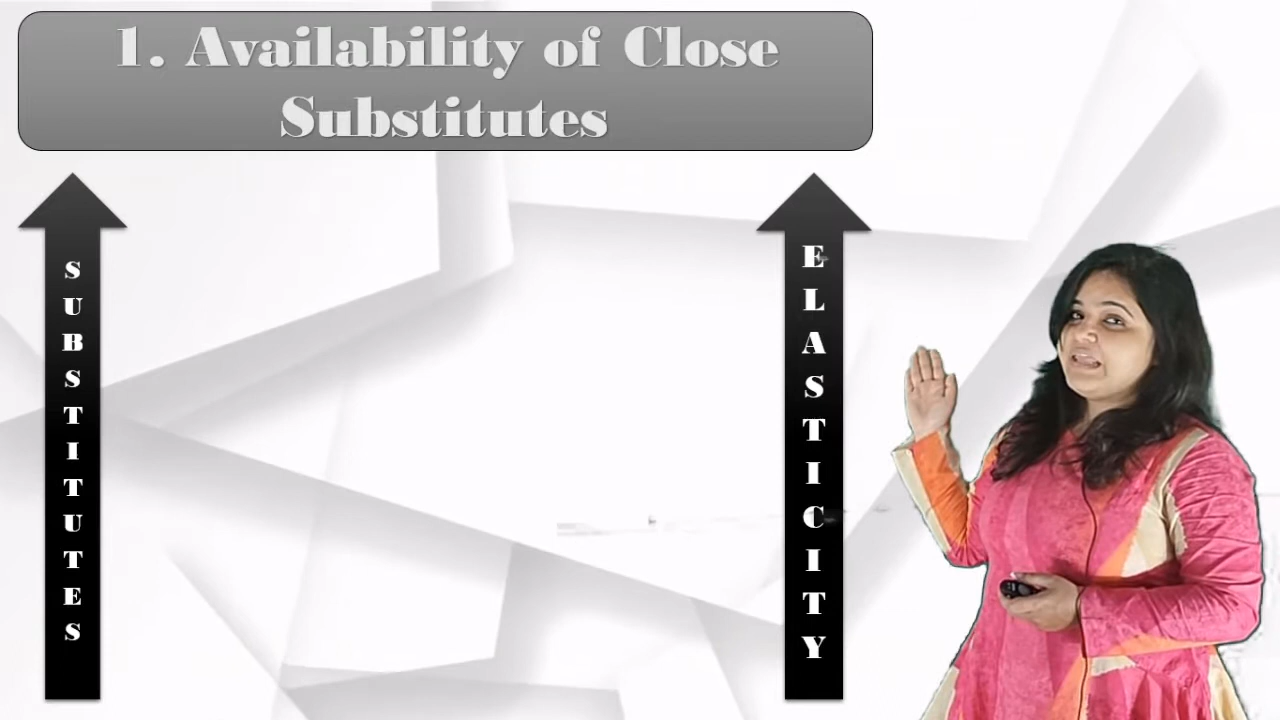 1. Availability of Close
Substitutes
SUBSTITUTES
ELASTICITY